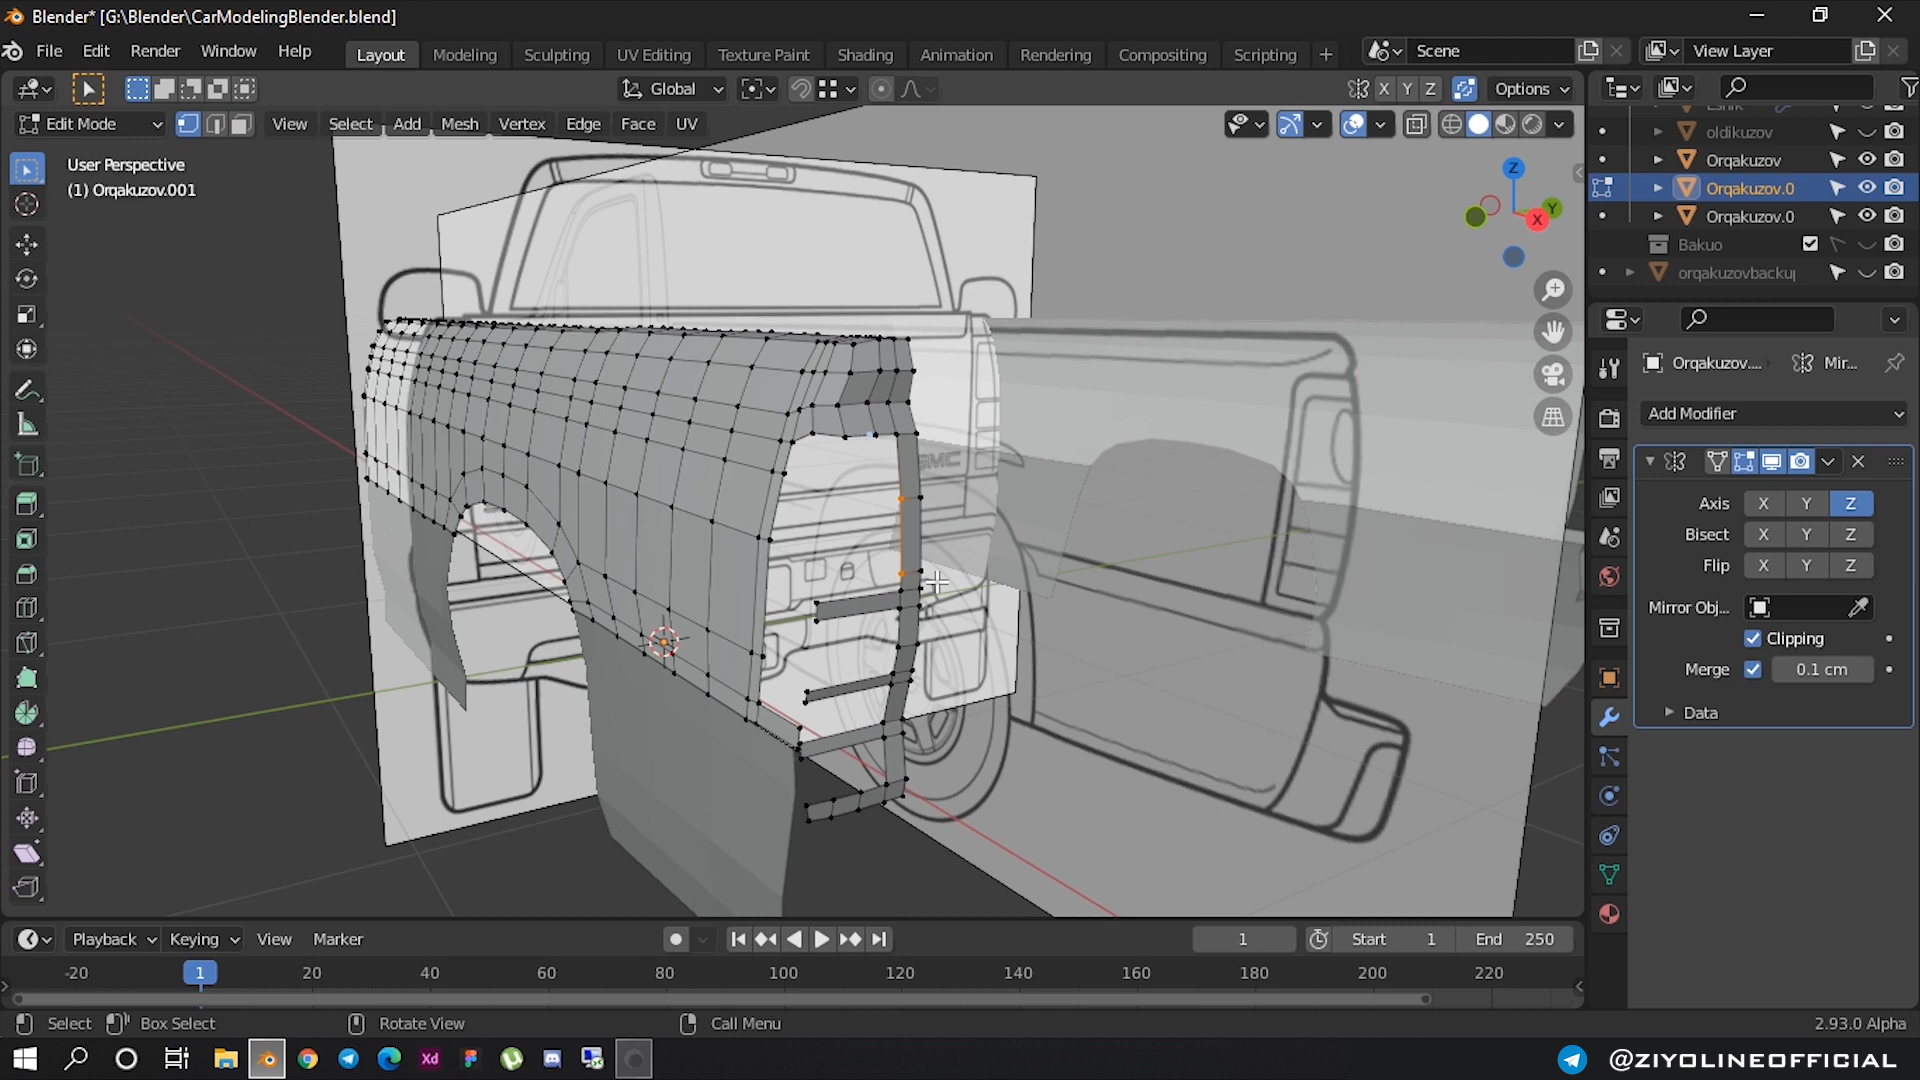 Blender* [G:\Blender\CarModelingBlender.blend]
File Edit Render Window Help
Layout Modeling Sculpting UV Editing Texture Paint Shading Animation Rendering Compositing Scripting +
Scene
View Layer
Global
X Y Z
Options
Edit Mode
View Select Add Mesh Vertex Edge Face UV
User Perspective
(1) Orqakuzov.001
Z
Y
X
oldikuzov
Orqakuzov
Orqakuzov.0
Orqakuzov.0
Bakuo
orqakuzovbackup
Orqakuzov.... Mir...
Add Modifier
Axis X Y Z
Bisect X Y Z
Flip X Y Z
Mirror Obj...
Clipping
Merge 0.1 cm
Data
GMC
Playback Keying View Marker
1 Start 1 End 250
-20 1 20 40 60 80 100 120 140 160 180 200 220
Select Box Select Rotate View Call Menu
2.93.0 Alpha
Xd
@ZIYOLINEOFFICIAL